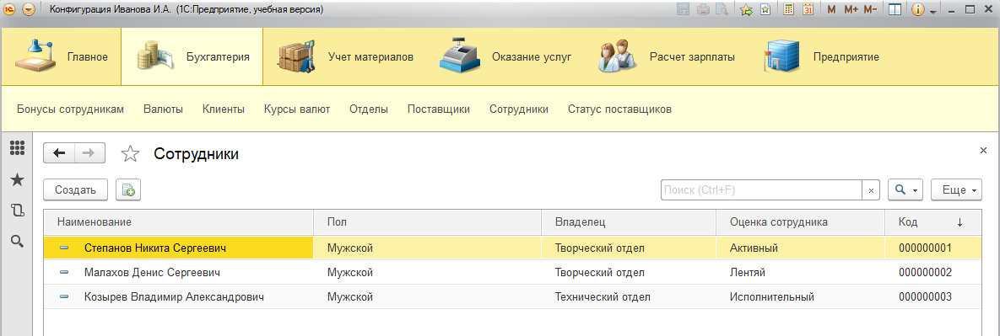 Конфигурация Иванова И.А. (1С:Предприятие, учебная версия)
31 M M+ M-
Главное Бухгалтерия Учет материалов Оказание услуг Расчет зарплаты Предприятие
Бонусы сотрудникам Валюты Клиенты Курсы валют Отделы Поставщики Сотрудники Статус поставщиков
Сотрудники
Создать Поиск (Ctrl+F) Еще
Наименование Пол Владелец Оценка сотрудника Код
Степанов Никита Сергеевич Мужской Творческий отдел Активный 000000001
Малахов Денис Сергеевич Мужской Творческий отдел Лентяй 000000002
Козырев Владимир Александрович Мужской Технический отдел Исполнительный 000000003